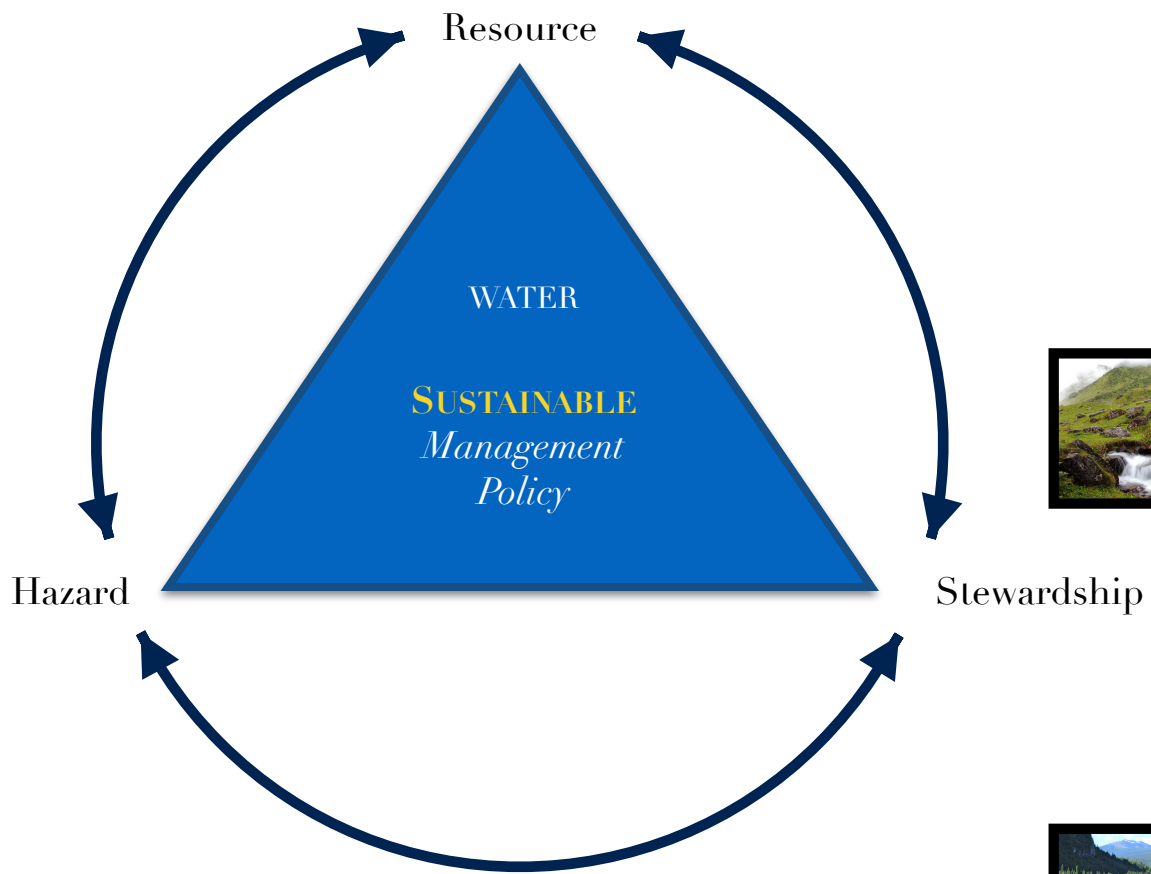 Resource
WATER
SUSTAINABLE
Management
Policy
Hazard
Stewardship